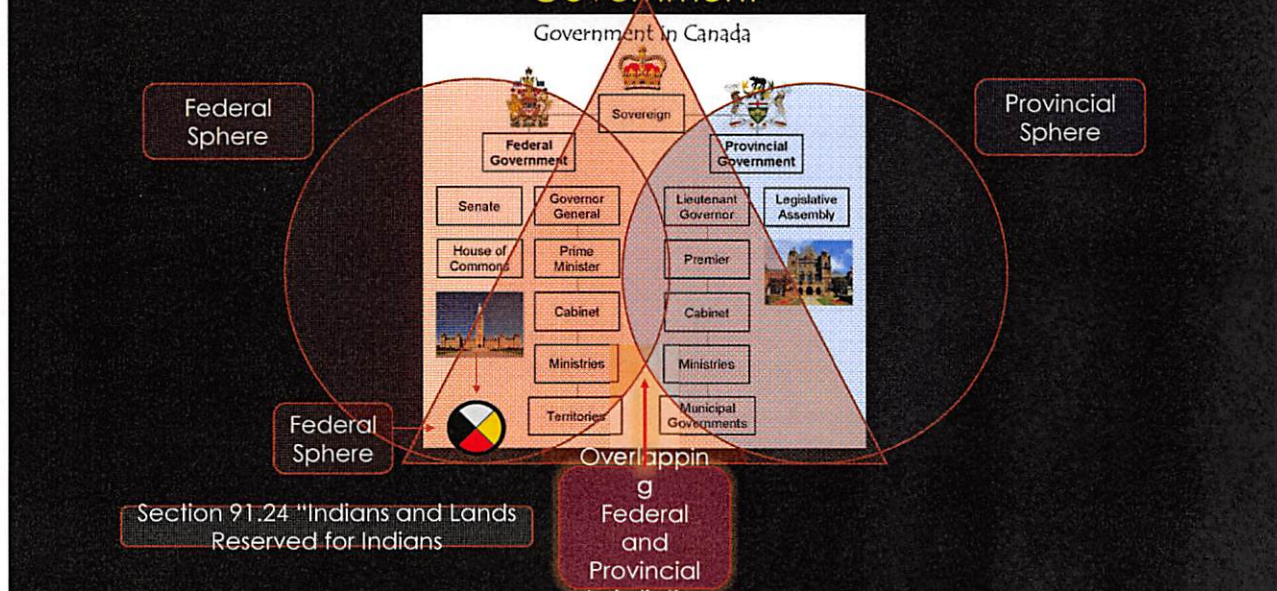 Government in Canada
Federal
Sphere
Provincial
Sphere
Sovereign
Federal
Government
Provincial
Government
Senate
Governor
General
Lieutenant
Governor
Legislative
Assembly
House of
Commons
Prime
Minister
Premier
Cabinet
Cabinet
Ministries
Ministries
Territories
Municipal
Governments
Federal
Sphere
Section 91.24 "Indians and Lands
Reserved for Indians
Overlappin
g
Federal
and
Provincial